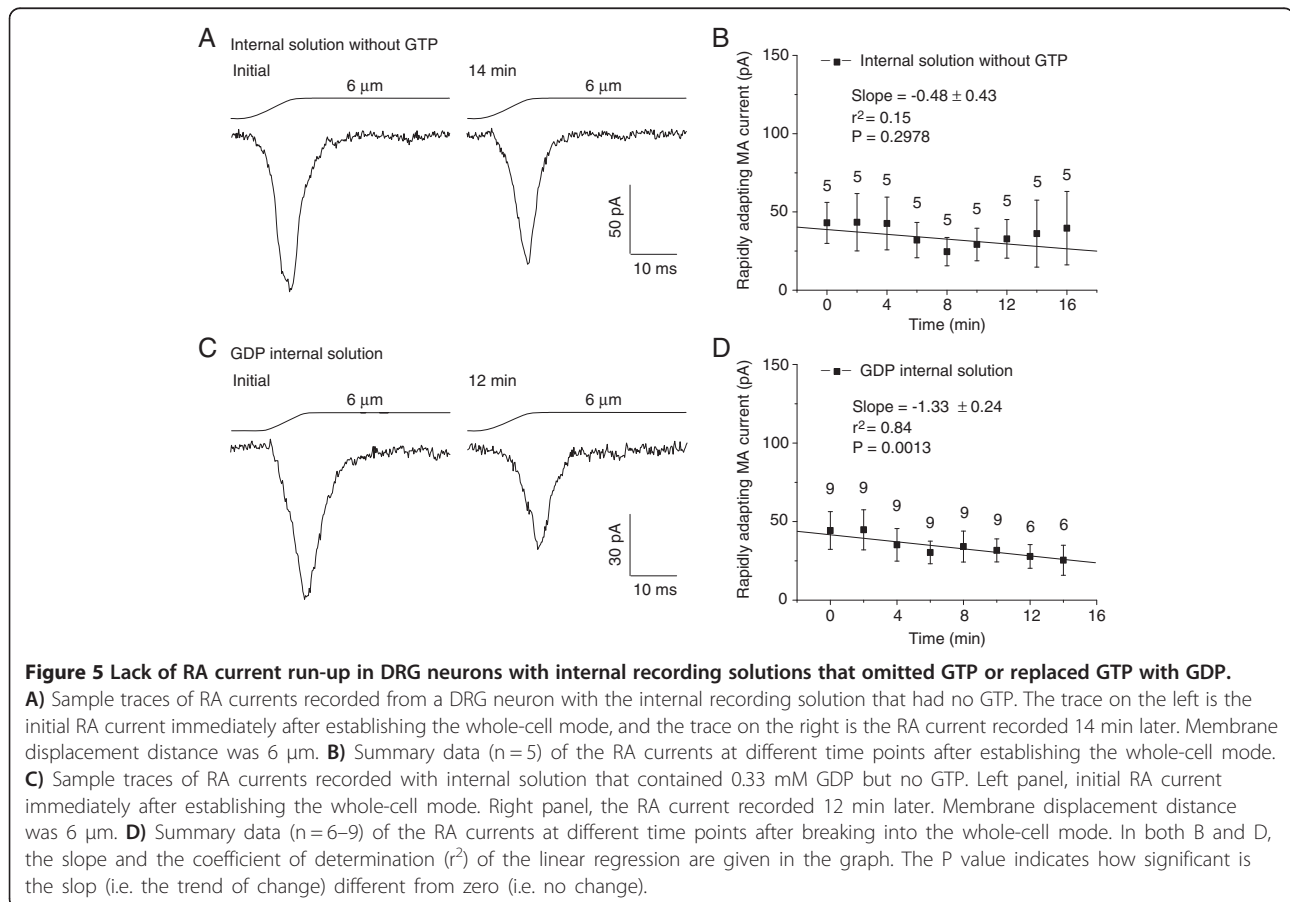 A
Internal solution without GTP
Initial
14 min
6 μm
6 μm
50 pA
10 ms
B
Rapidly adapting MA current (pA)
150
100
50
0
Internal solution without GTP
Slope = -0.48 ± 0.43
r² = 0.15
P = 0.2978
5 5 5 5 5 5 5 5 5
0 4 8 12 16
Time (min)
C
GDP internal solution
Initial
12 min
6 μm
6 μm
30 pA
10 ms
D
Rapidly adapting MA current (pA)
150
100
50
0
GDP internal solution
Slope = -1.33 ± 0.24
r² = 0.84
P = 0.0013
9 9 9 9 9 9 6 6
0 4 8 12 16
Time (min)
Figure 5 Lack of RA current run-up in DRG neurons with internal recording solutions that omitted GTP or replaced GTP with GDP.
A) Sample traces of RA currents recorded from a DRG neuron with the internal recording solution that had no GTP. The trace on the left is the
initial RA current immediately after establishing the whole-cell mode, and the trace on the right is the RA current recorded 14 min later. Membrane
displacement distance was 6 μm. B) Summary data (n = 5) of the RA currents at different time points after establishing the whole-cell mode.
C) Sample traces of RA currents recorded with internal solution that contained 0.33 mM GDP but no GTP. Left panel, initial RA current
immediately after establishing the whole-cell mode. Right panel, the RA current recorded 12 min later. Membrane displacement distance
was 6 μm. D) Summary data (n = 6–9) of the RA currents at different time points after breaking into the whole-cell mode. In both B and D,
the slope and the coefficient of determination (r²) of the linear regression are given in the graph. The P value indicates how significant is
the slop (i.e. the trend of change) different from zero (i.e. no change).